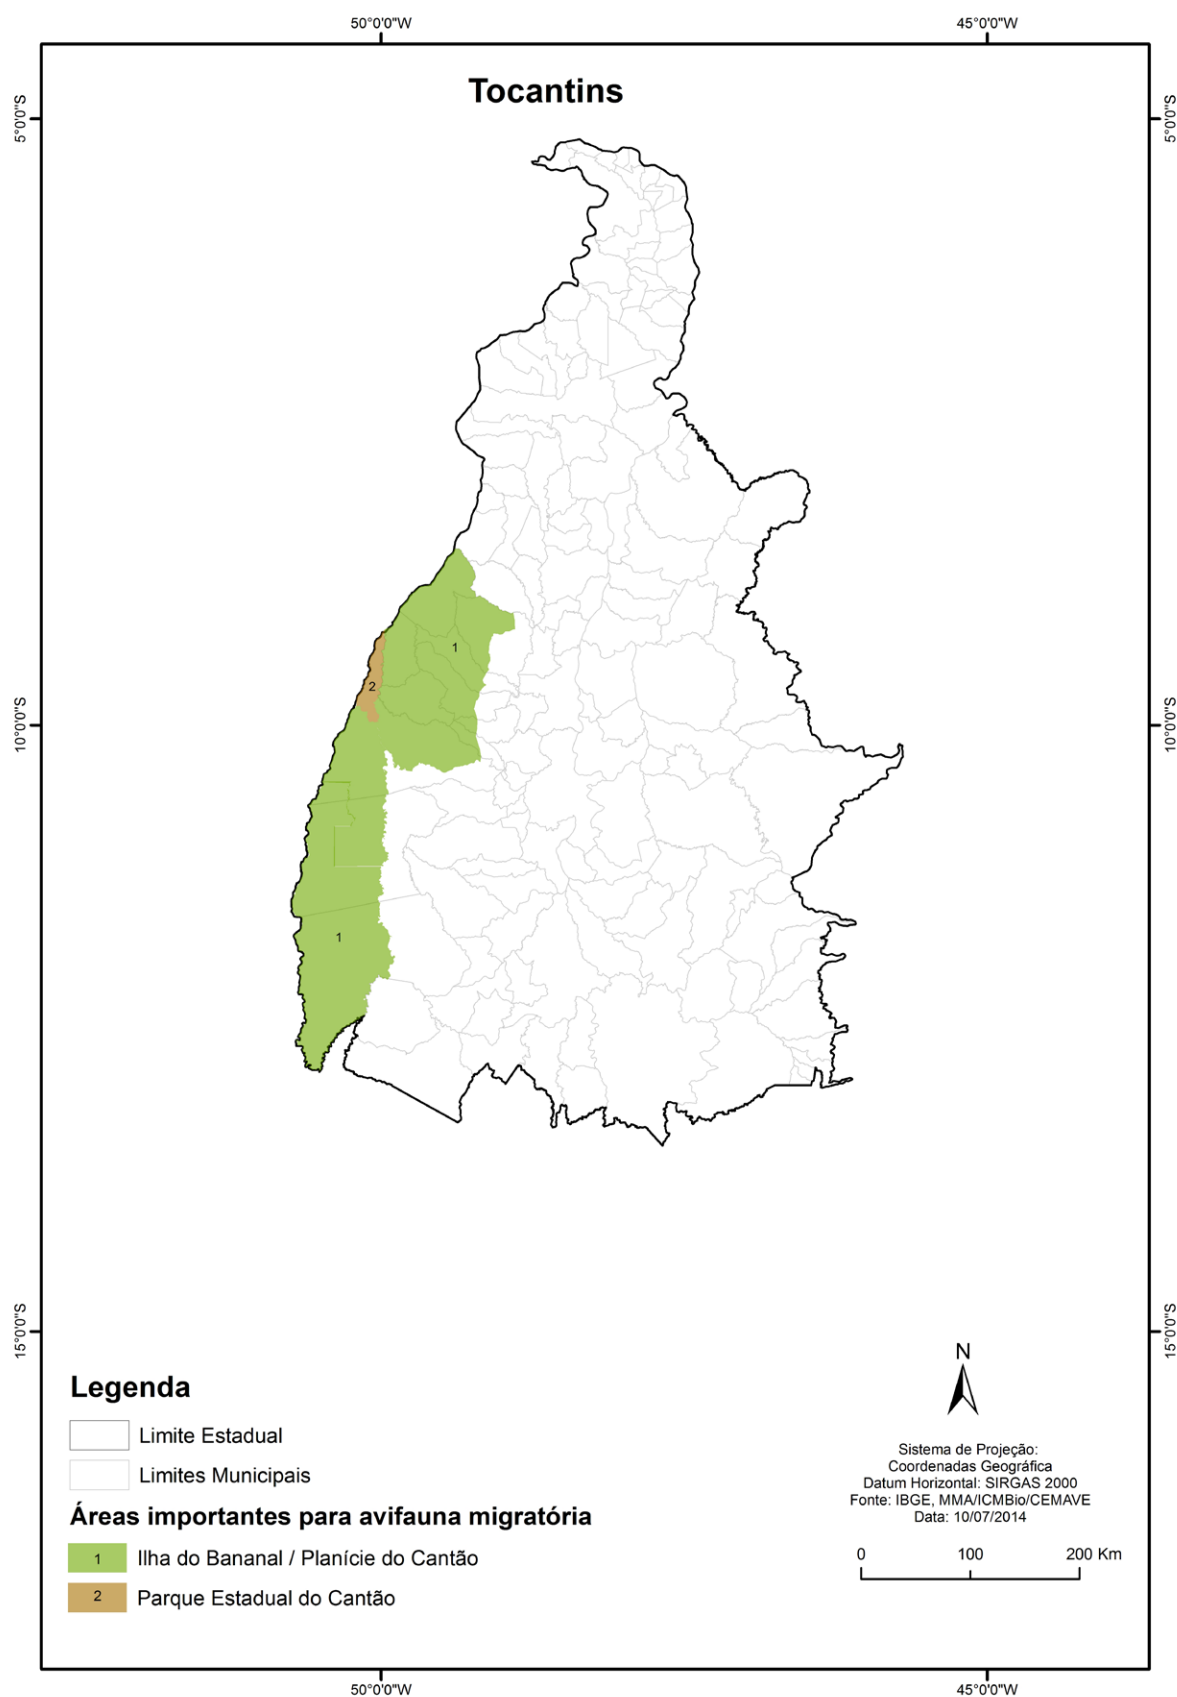 50°0'0"W
45°0'0"W
Tocantins
5°0'0"S
5°0'0"S
1
2
10°0'0"S
10°0'0"S
1
15°0'0"S
15°0'0"S
N
Legenda
Limite Estadual
Limites Municipais
Áreas importantes para avifauna migratória
1 Ilha do Bananal / Planície do Cantão
2 Parque Estadual do Cantão
Sistema de Projeção:
Coordenadas Geográfica
Datum Horizontal: SIRGAS 2000
Fonte: IBGE, MMA/ICMBio/CEMAVE
Data: 10/07/2014
0 100 200 Km
50°0'0"W
45°0'0"W